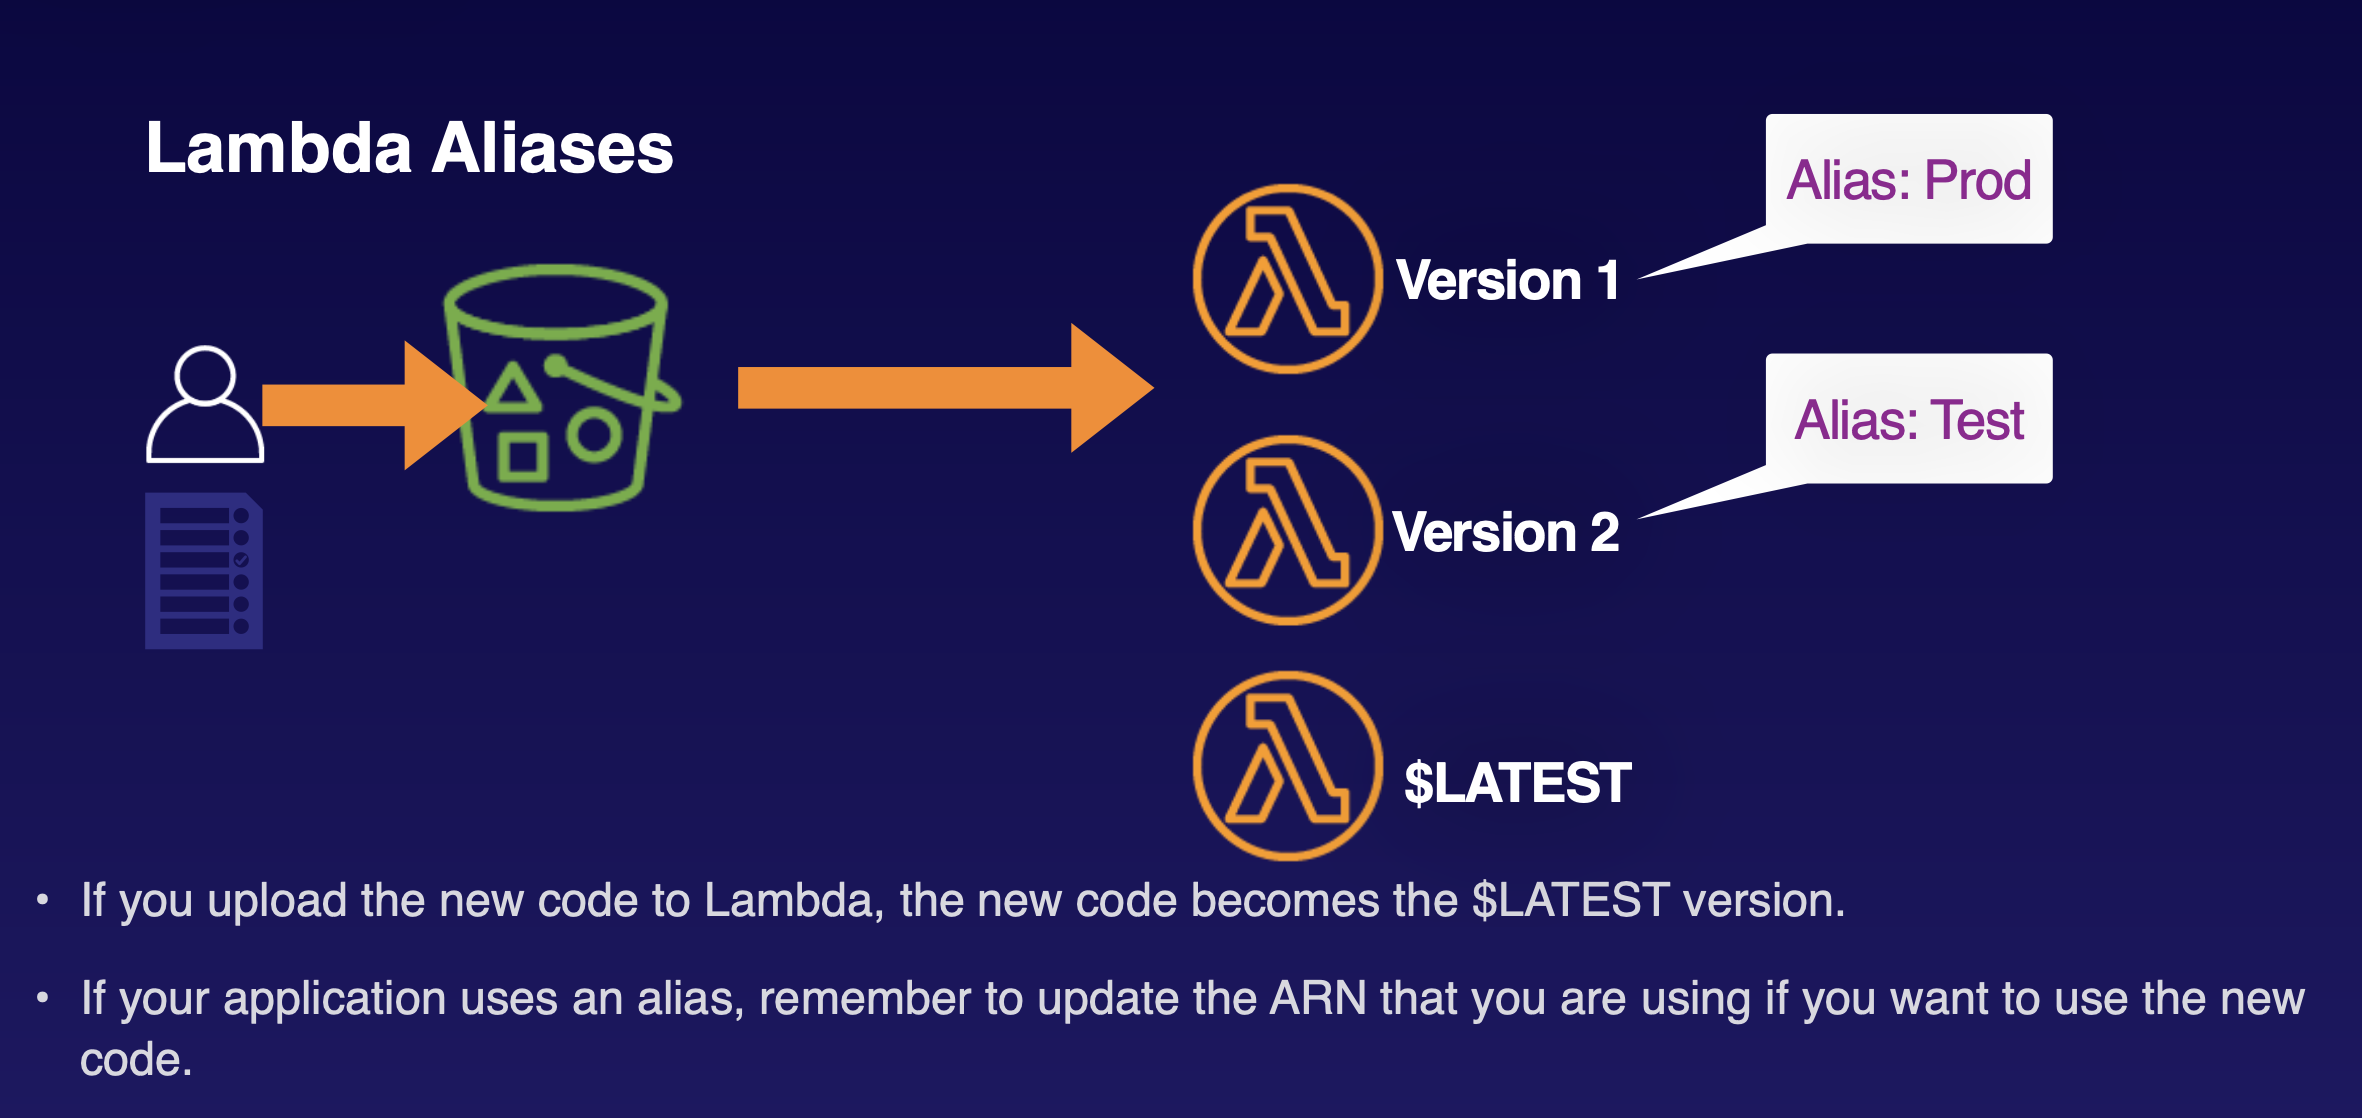 Lambda Aliases
Alias: Prod
Version 1
Alias: Test
Version 2
$LATEST
• If you upload the new code to Lambda, the new code becomes the $LATEST version.
• If your application uses an alias, remember to update the ARN that you are using if you want to use the new
code.